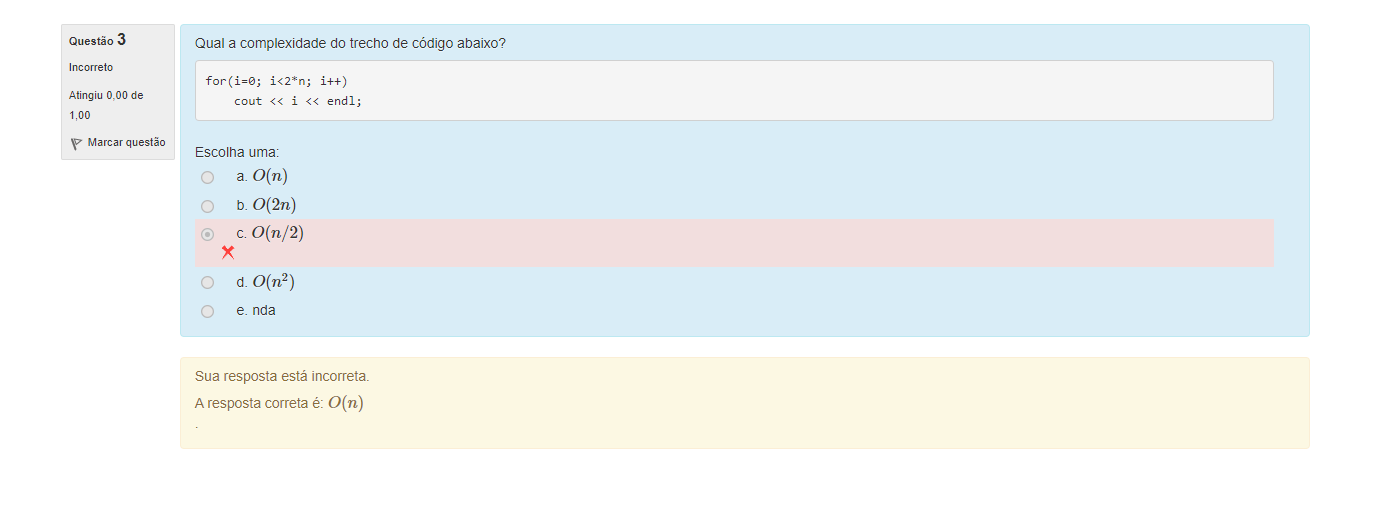 Questão 3
Incorreto
Atingiu 0,00 de
1,00
Marcar questão
Qual a complexidade do trecho de código abaixo?
for(i=0; i<2*n; i++)
    cout << i << endl;
Escolha uma:
a. O(n)
b. O(2n)
c. O(n/2)
d. O(n²)
e. nda
Sua resposta está incorreta.
A resposta correta é: O(n)
.